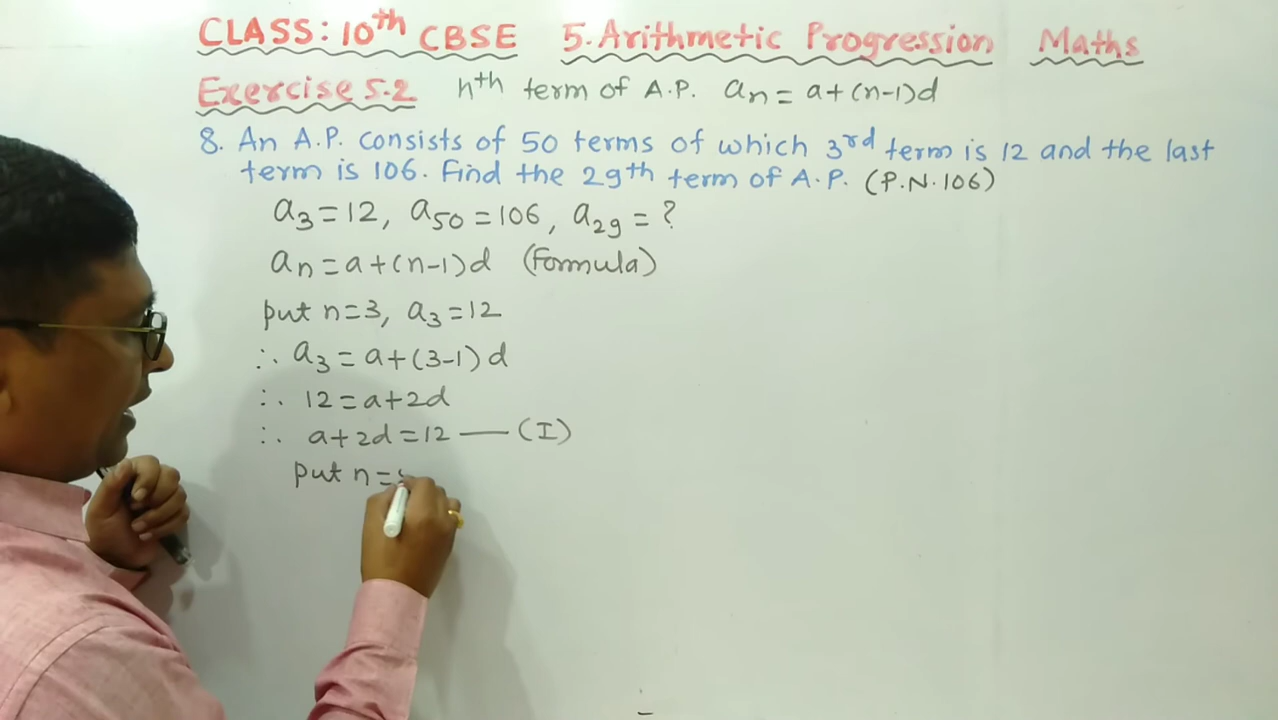 CLASS: 10th CBSE 5. Arithmetic Progression Maths
Exercise 5.2 nth term of A.P. an = a+(n-1)d
8. An A.P. consists of 50 terms of which 3rd term is 12 and the last
term is 106. Find the 29th term of A.P. (P.N.106)
a3=12, a50=106, a29=?
an=a+(n-1)d (Formula)
put n=3, a3=12
∴ a3=a+(3-1)d
∴ 12=a+2d
∴ a+2d=12 — (I)
put n=